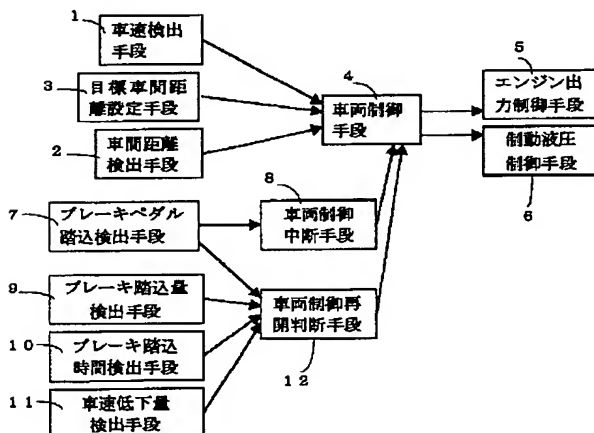 1
車速検出
手段
3
目標車間距
離設定手段
2
車間距離
検出手段
4
車両制御
手段
5
エンジン出
力制御手段
制動液圧
制御手段
6
7
ブレーキペダル
踏込検出手段
8
車両制御
中断手段
9
ブレーキ踏込量
検出手段
10
ブレーキ踏込
時間検出手段
11
車速低下量
検出手段
車両制御再
開判断手段
12